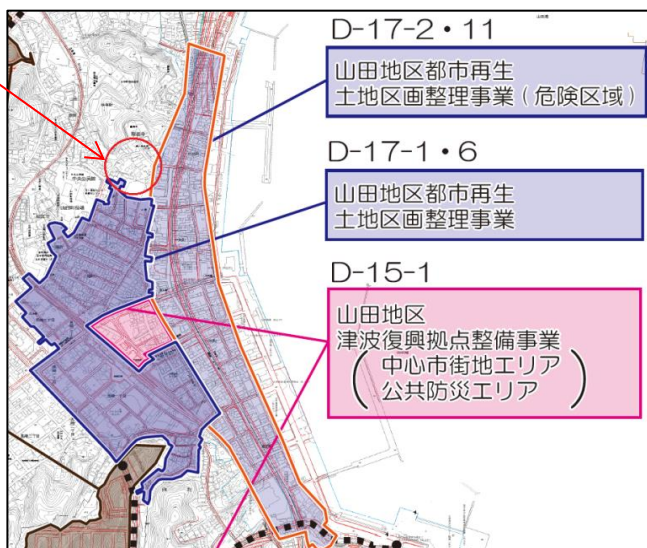 D-17-2・11
山田地区都市再生
土地区画整理事業(危険区域)
D-17-1・6
山田地区都市再生
土地区画整理事業
D-15-1
山田地区
津波復興拠点整備事業
(中心市街地エリア
公共防災エリア)